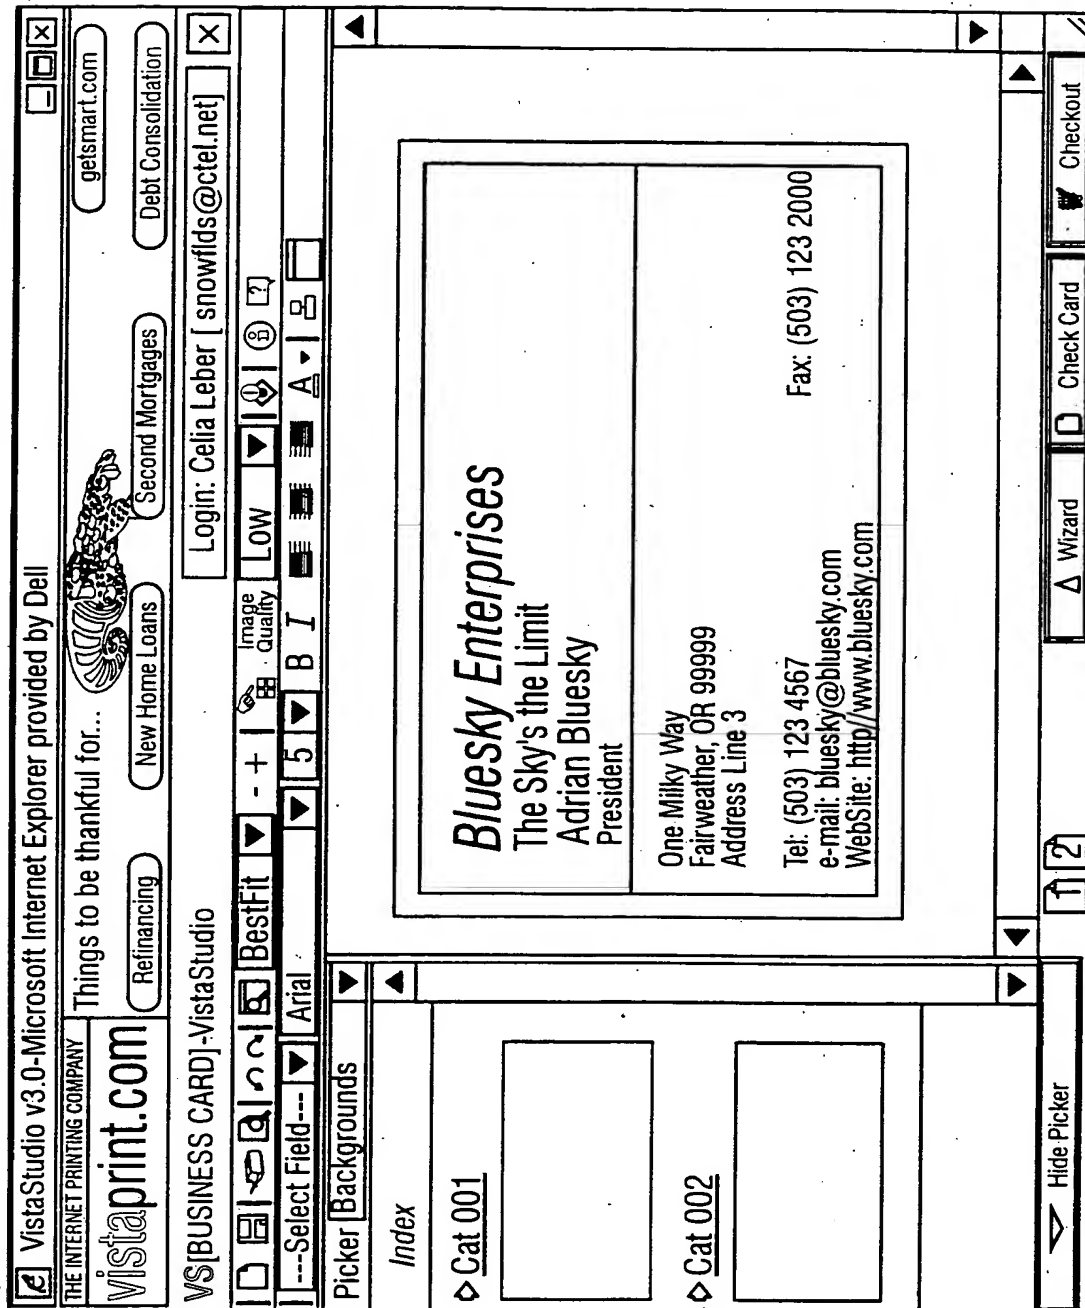 VistaStudio v3.0-Microsoft Internet Explorer provided by Dell
THE INTERNET PRINTING COMPANY
vistaprint.com
Things to be thankful for...
getsmart.com
Refinancing
New Home Loans
Second Mortgages
Debt Consolidation
VS[BUSINESS CARD]-VistaStudio
Login: Celia Leber [ snowflds@ctel.net]
BestFit
- +
Image
Quality
Low
---Select Field---
Arial
5
B I
A
Picker
Backgrounds
Index
Cat 001
Cat 002
Bluesky Enterprises
The Sky's the Limit
Adrian Bluesky
President
One Milky Way
Fairweather, OR 99999
Address Line 3
Tel: (503) 123 4567
Fax: (503) 123 2000
e-mail: bluesky@bluesky.com
WebSite: http//www.bluesky.com
Hide Picker
1 2
Wizard
Check Card
Checkout